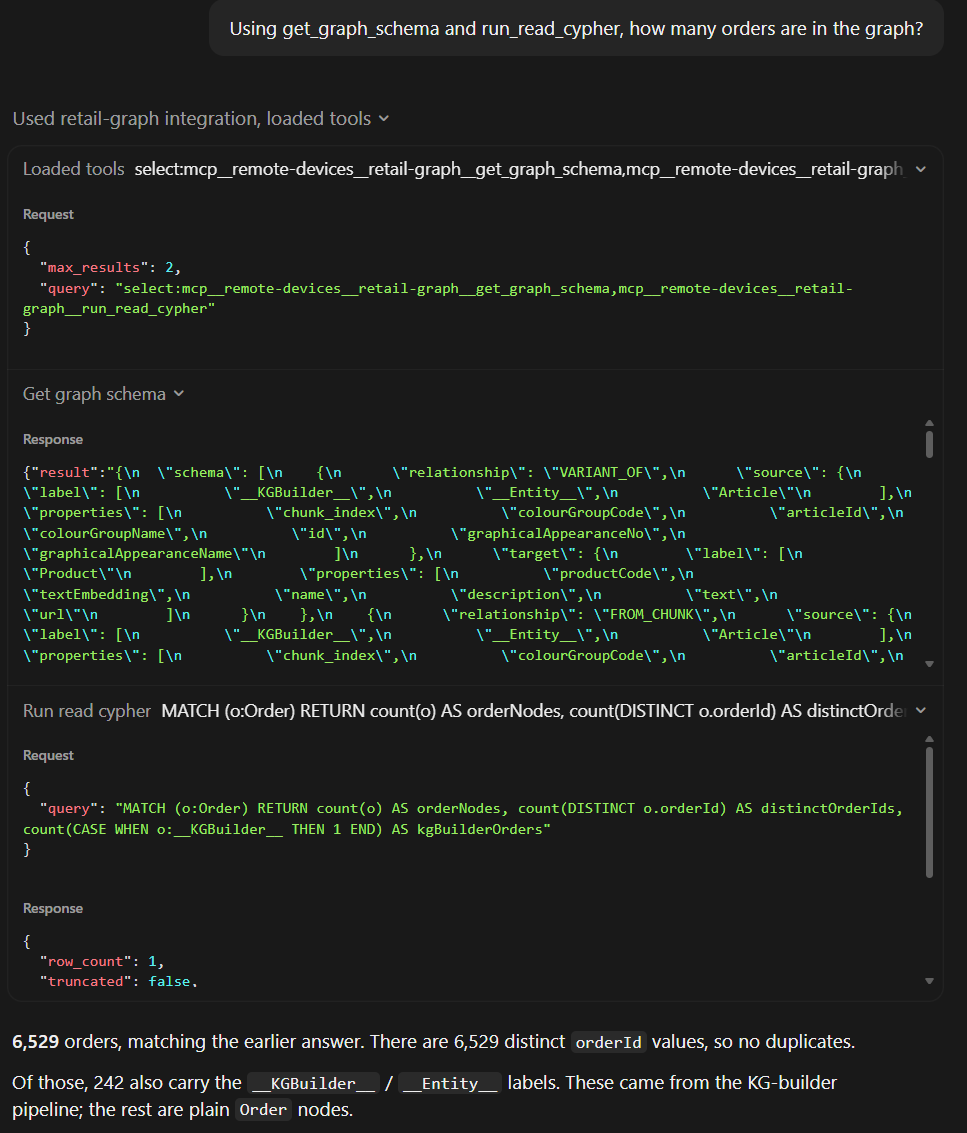 Using get_graph_schema and run_read_cypher, how many orders are in the graph?
Used retail-graph integration, loaded tools
Loaded tools select:mcp__remote-devices__retail-graph__get_graph_schema,mcp__remote-devices__retail-graph_
Request
{
"max_results": 2,
"query": "select:mcp__remote-devices__retail-graph__get_graph_schema,mcp__remote-devices__retail-
graph__run_read_cypher"
}
Get graph schema
Response
{"result":"{\n  \"schema\": [\n    {\n      \"relationship\": \"VARIANT_OF\",\n      \"source\": {\n
\"label\": [\n          \"__KGBuilder__\",\n          \"__Entity__\",\n          \"Article\"\n        ],\n
\"properties\": [\n          \"chunk_index\",\n          \"colourGroupCode\",\n          \"articleId\",\n
\"colourGroupName\",\n          \"id\",\n          \"graphicalAppearanceNo\",\n
\"graphicalAppearanceName\"\n        ]\n      },\n      \"target\": {\n        \"label\": [\n
\"Product\"\n        ],\n        \"properties\": [\n          \"productCode\",\n
\"textEmbedding\",\n          \"name\",\n          \"description\",\n          \"text\",\n
\"url\"\n        ]\n      }\n    },\n    {\n      \"relationship\": \"FROM_CHUNK\",\n      \"source\": {\n
\"label\": [\n          \"__KGBuilder__\",\n          \"__Entity__\",\n          \"Article\"\n        ],\n
\"properties\": [\n          \"chunk_index\",\n          \"colourGroupCode\",\n          \"articleId\",\n
Run read cypher MATCH (o:Order) RETURN count(o) AS orderNodes, count(DISTINCT o.orderId) AS distinctOrde
Request
{
"query": "MATCH (o:Order) RETURN count(o) AS orderNodes, count(DISTINCT o.orderId) AS distinctOrderIds,
count(CASE WHEN o:__KGBuilder__ THEN 1 END) AS kgBuilderOrders"
}
Response
{
"row_count": 1,
"truncated": false,
6,529 orders, matching the earlier answer. There are 6,529 distinct orderId values, so no duplicates.
Of those, 242 also carry the __KGBuilder__ / __Entity__ labels. These came from the KG-builder
pipeline; the rest are plain Order nodes.